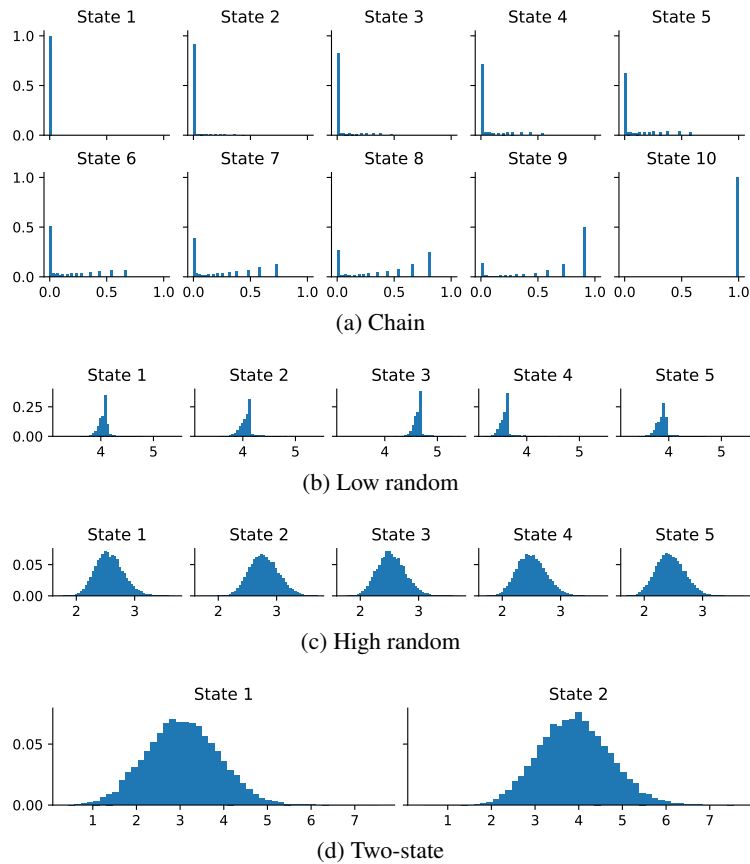 State 1 State 2 State 3 State 4 State 5
1.0
0.5
0.0
State 6 State 7 State 8 State 9 State 10
1.0
0.5
0.0
0.0 0.5 1.0 0.0 0.5 1.0 0.0 0.5 1.0 0.0 0.5 1.0 0.0 0.5 1.0
(a) Chain
State 1 State 2 State 3 State 4 State 5
0.25
0.00
4 5 4 5 4 5 4 5 4 5
(b) Low random
State 1 State 2 State 3 State 4 State 5
0.05
0.00
2 3 2 3 2 3 2 3 2 3
(c) High random
State 1 State 2
0.05
0.00
1 2 3 4 5 6 7 1 2 3 4 5 6 7
(d) Two-state